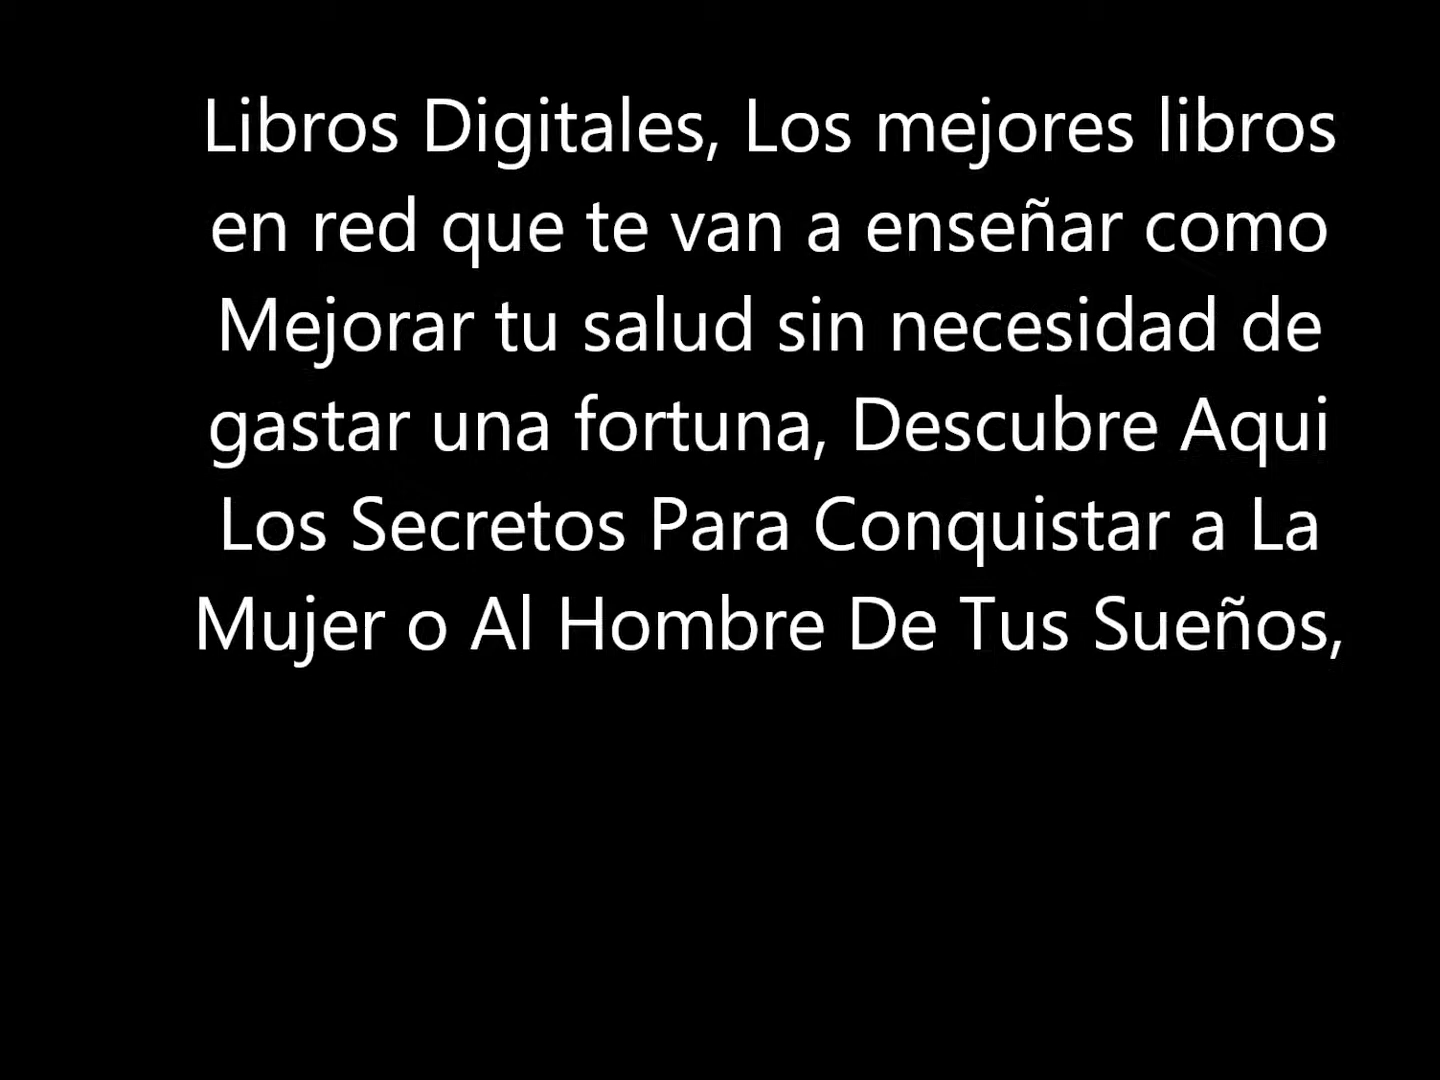 Libros Digitales, Los mejores libros
en red que te van a enseñar como
Mejorar tu salud sin necesidad de
gastar una fortuna, Descubre Aqui
Los Secretos Para Conquistar a La
Mujer o Al Hombre De Tus Sueños,